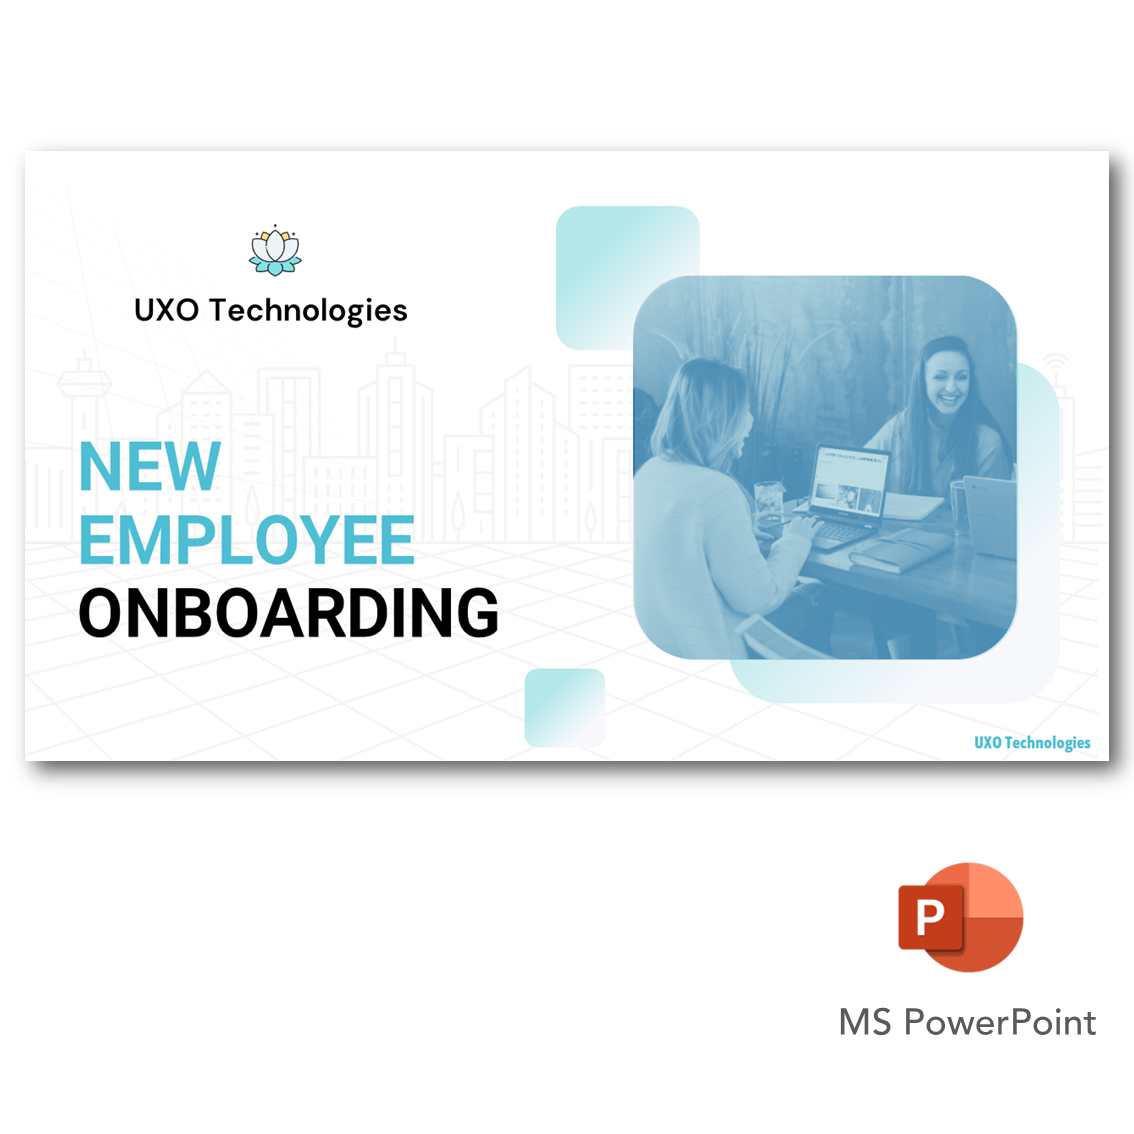 UXO Technologies
NEW
EMPLOYEE
ONBOARDING
UXO Technologies
P
MS PowerPoint